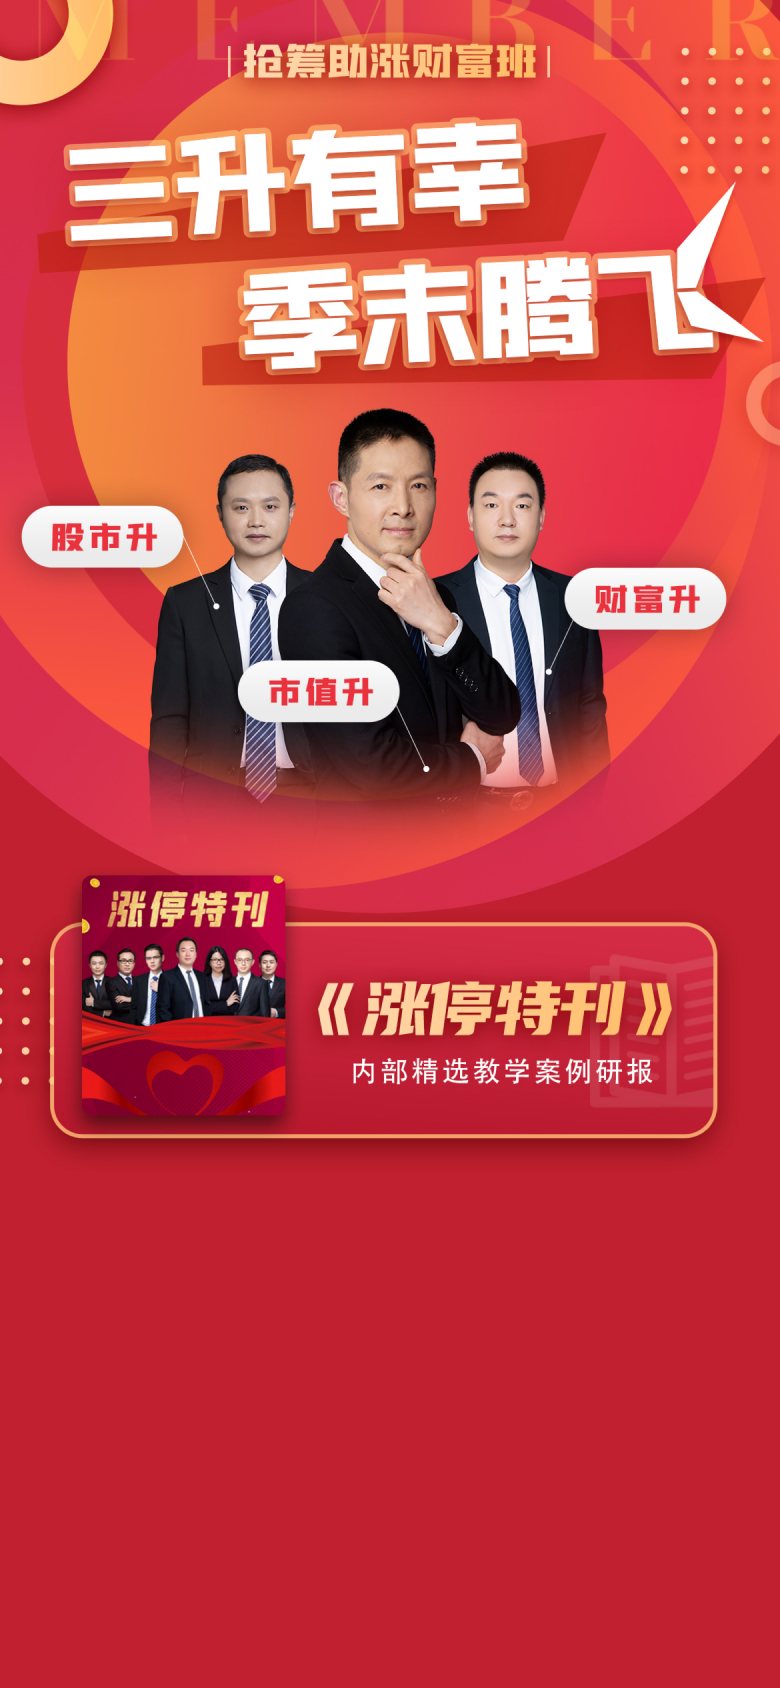 MEMBER
抢筹助涨财富班
三升有幸
季末腾飞
股市升
财富升
市值升
涨停特刊
《涨停特刊》
内部精选教学案例研报